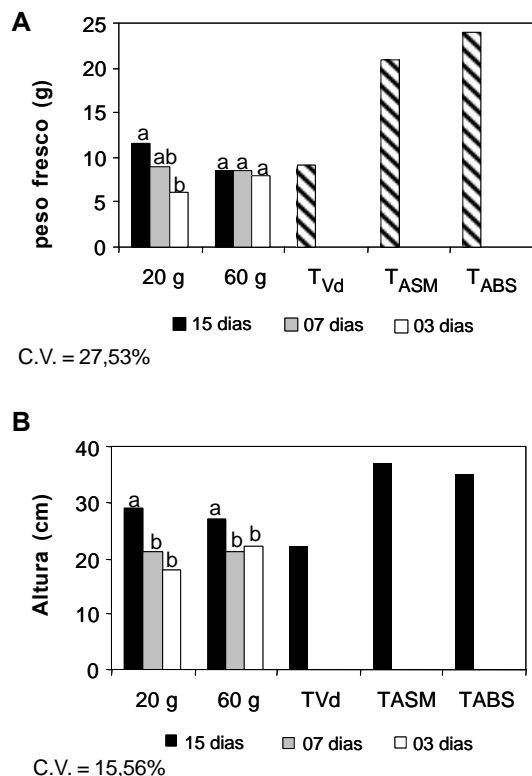 A
peso fresco (g)
25
20
15
10
5
0
a
ab
b
a a a
20 g 60 g TVd TASM TABS
15 dias 07 dias 03 dias
C.V. = 27,53%
B
Altura (cm)
40
30
20
10
0
a
b
b
a
b b
20 g 60 g TVd TASM TABS
15 dias 07 dias 03 dias
C.V. = 15,56%